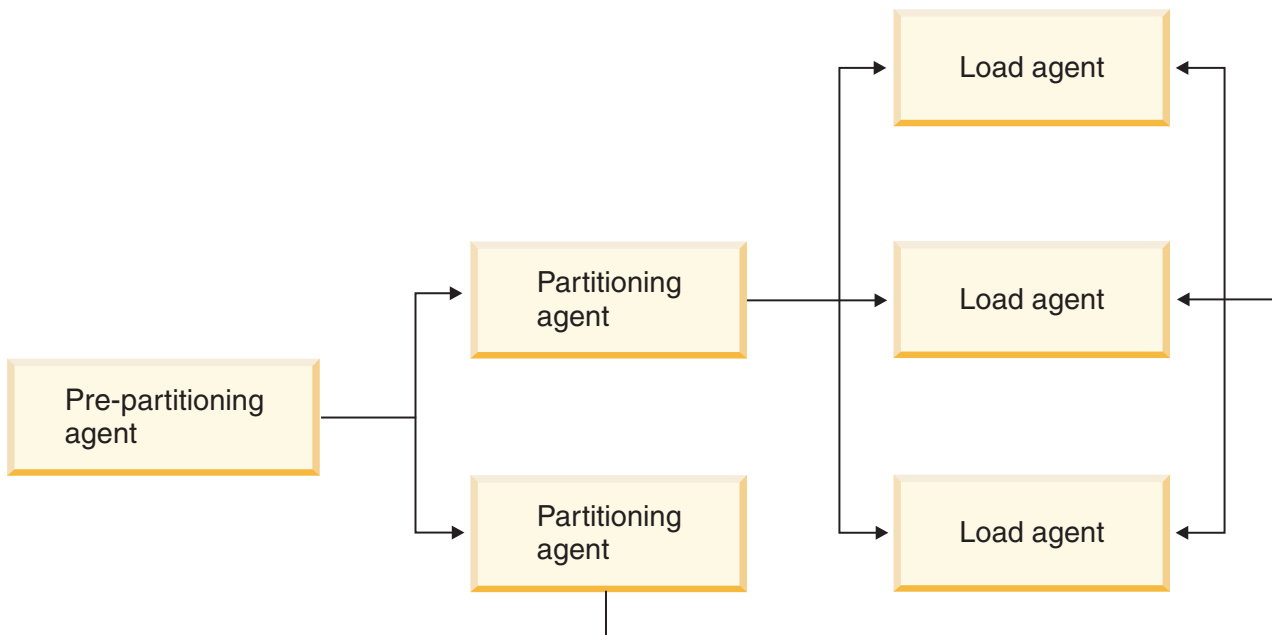 Load agent
Partitioning
agent
Load agent
Pre-partitioning
agent
Partitioning
agent
Load agent